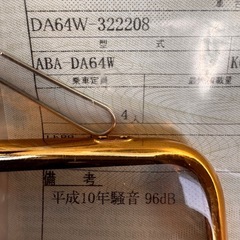 DA64W-322208
型 式
ABA-DA64W
乗車定員
4人
備 考
平成10年騒音 96dB